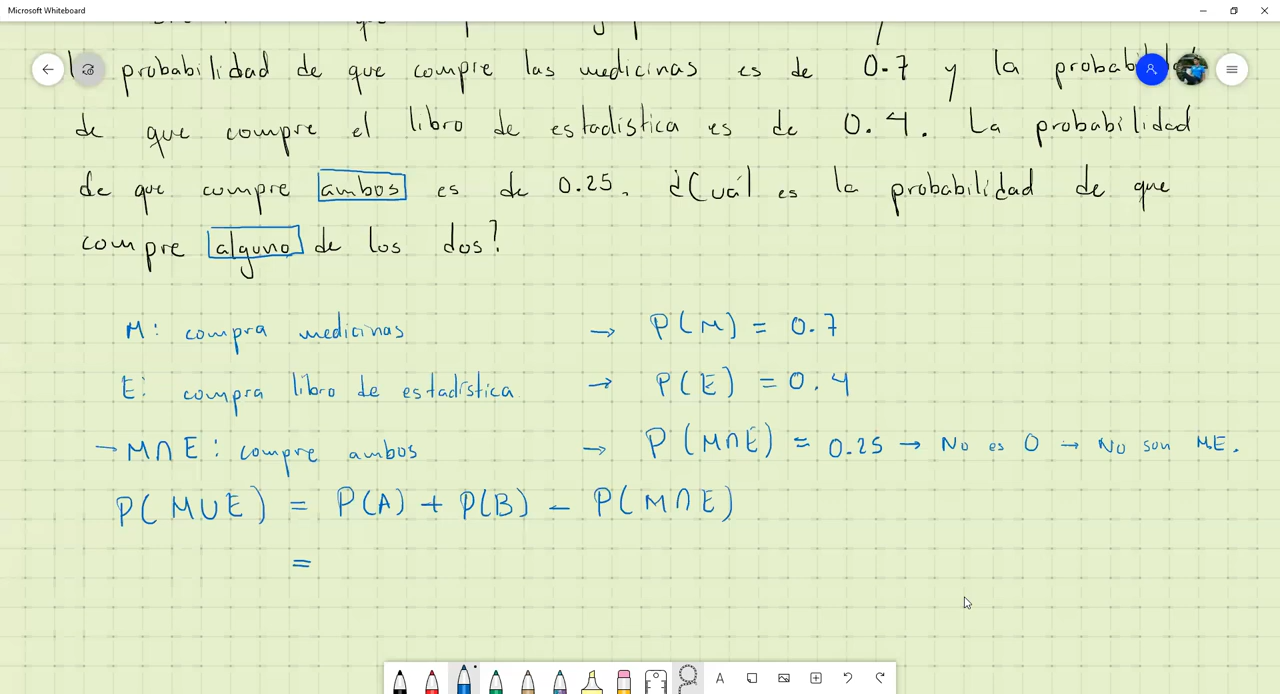 Microsoft Whiteboard
probabilidad de que compre las medicinas es de 0.7 y la
de que compre el libro de estadística es de 0.4. La probabilidad
de que compre ambos es de 0.25. ¿Cuál es la probabilidad de que
compre alguno de los dos?
M: compra medicinas → P(M) = 0.7
E: compra libro de estadística → P(E) = 0.4
→ M∩E: compre ambos → P(M∩E) = 0.25 → No es 0 → No son ME.
P(M∪E) = P(A) + P(B) - P(M∩E)
=
A